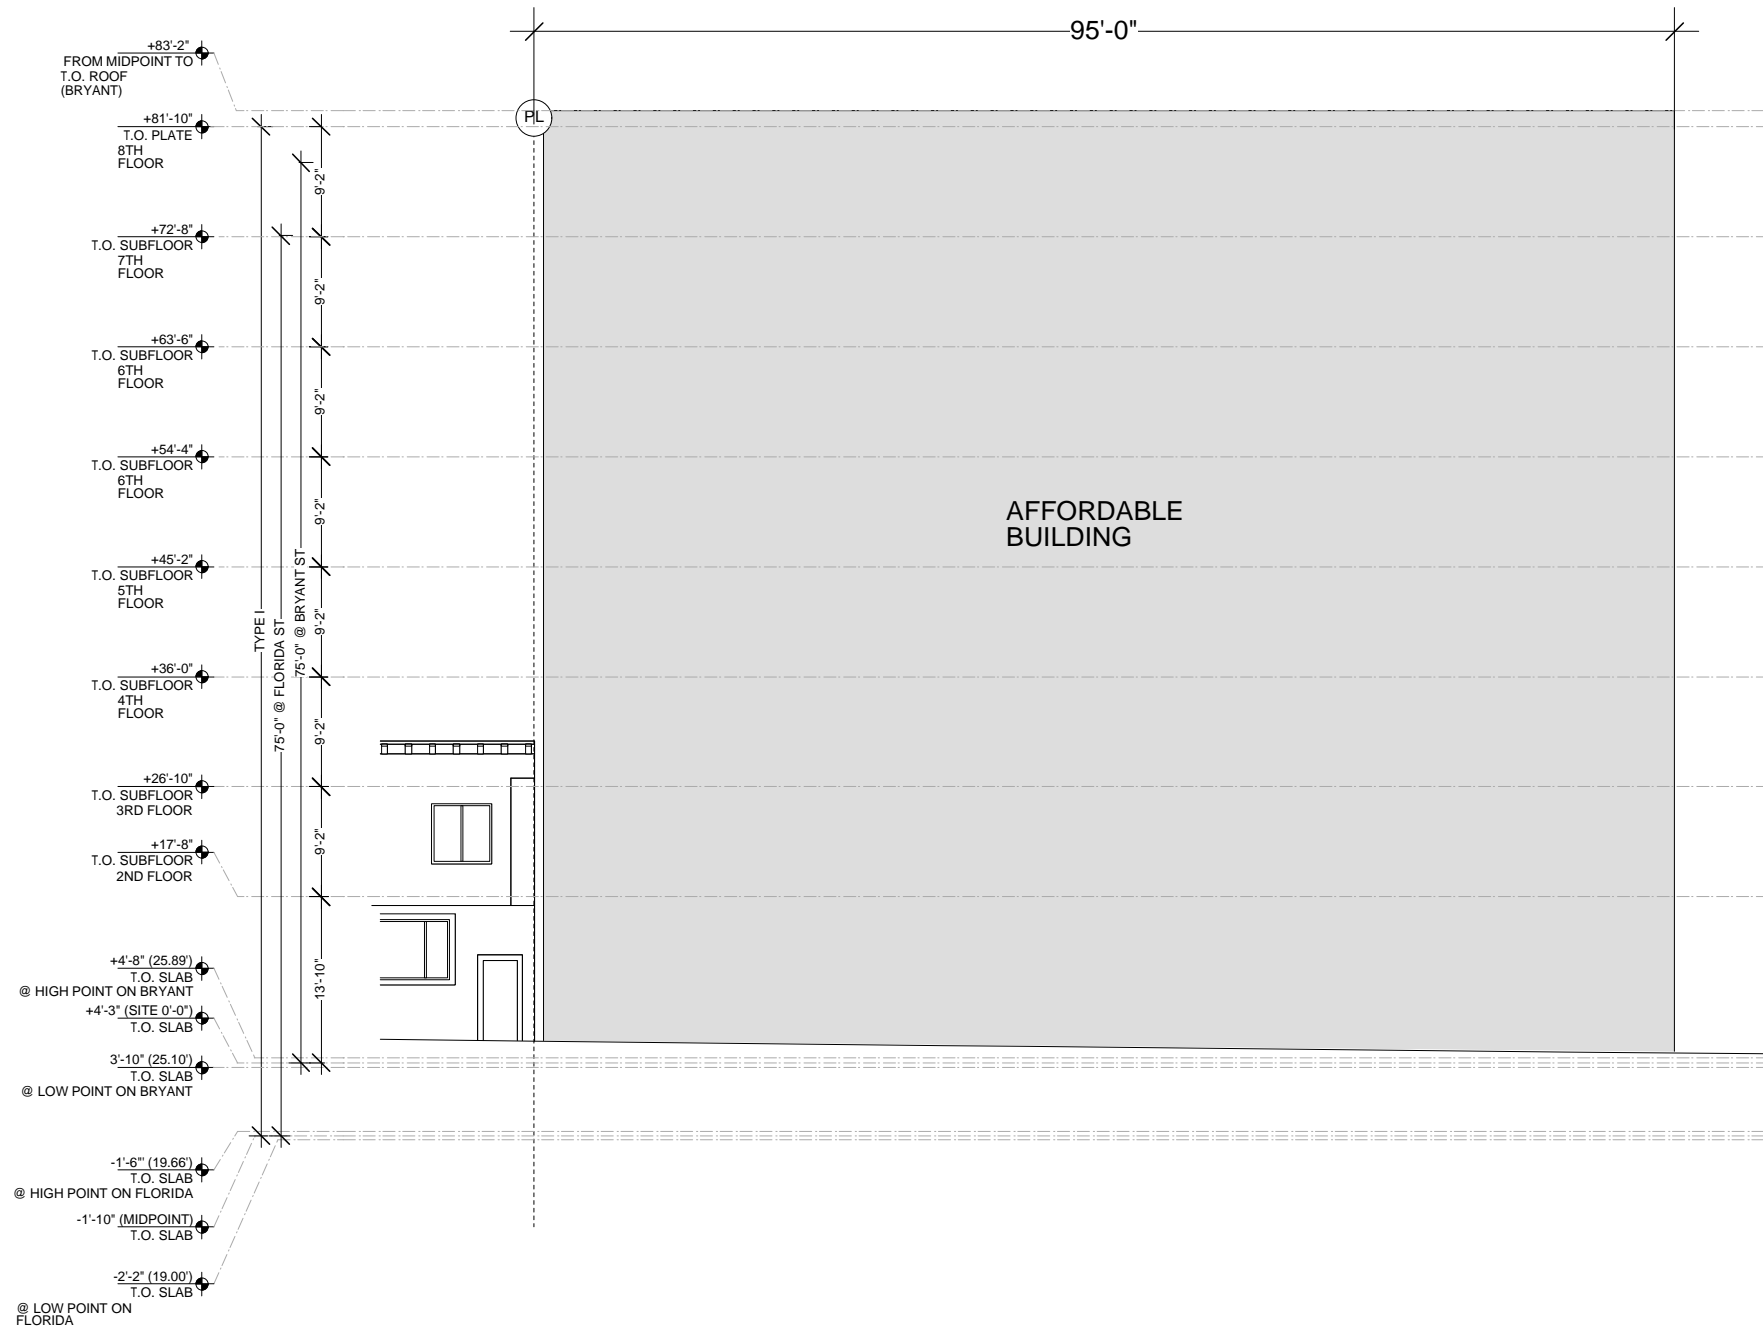 95'-0"
+83'-2"
FROM MIDPOINT TO
T.O. ROOF
(BRYANT)
PL
+81'-10"
T.O. PLATE
8TH
FLOOR
9'-2"
+72'-8"
T.O. SUBFLOOR
7TH
FLOOR
9'-2"
+63'-6"
T.O. SUBFLOOR
6TH
FLOOR
9'-2"
+54'-4"
T.O. SUBFLOOR
6TH
FLOOR
9'-2"
AFFORDABLE
BUILDING
+45'-2"
T.O. SUBFLOOR
5TH
FLOOR
9'-2"
TYPE I
75'-0" @ FLORIDA ST
75'-0" @ BRYANT ST
+36'-0"
T.O. SUBFLOOR
4TH
FLOOR
9'-2"
+26'-10"
T.O. SUBFLOOR
3RD FLOOR
9'-2"
+17'-8"
T.O. SUBFLOOR
2ND FLOOR
13'-10"
+4'-8" (25.89')
T.O. SLAB
@ HIGH POINT ON BRYANT
+4'-3" (SITE 0'-0")
T.O. SLAB
3'-10" (25.10')
T.O. SLAB
@ LOW POINT ON BRYANT
-1'-6"' (19.66')
T.O. SLAB
@ HIGH POINT ON FLORIDA
-1'-10" (MIDPOINT)
T.O. SLAB
-2'-2" (19.00')
T.O. SLAB
@ LOW POINT ON
FLORIDA